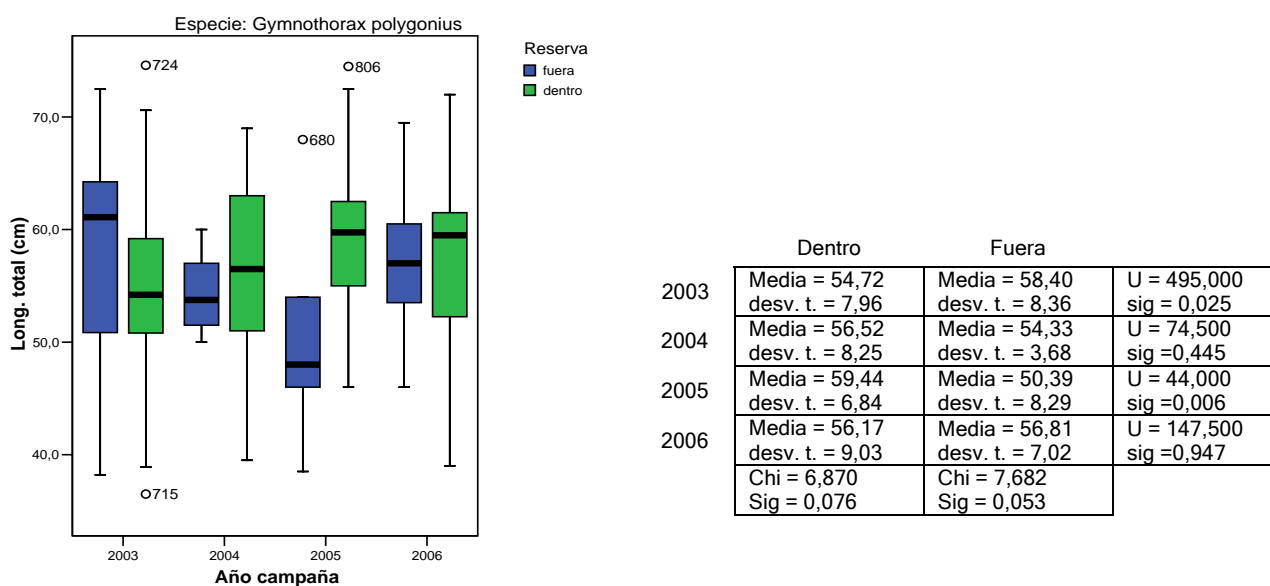 Especie: Gymnothorax polygonius
Reserva
fuera
dentro
724
806
680
715
70,0
60,0
50,0
40,0
Long. total (cm)
2003
2004
2005
2006
Año campaña
Dentro Fuera
2003 Media = 54,72 Media = 58,40 U = 495,000
desv. t. = 7,96 desv. t. = 8,36 sig = 0,025
2004 Media = 56,52 Media = 54,33 U = 74,500
desv. t. = 8,25 desv. t. = 3,68 sig =0,445
2005 Media = 59,44 Media = 50,39 U = 44,000
desv. t. = 6,84 desv. t. = 8,29 sig =0,006
2006 Media = 56,17 Media = 56,81 U = 147,500
desv. t. = 9,03 desv. t. = 7,02 sig =0,947
Chi = 6,870 Chi = 7,682
Sig = 0,076 Sig = 0,053